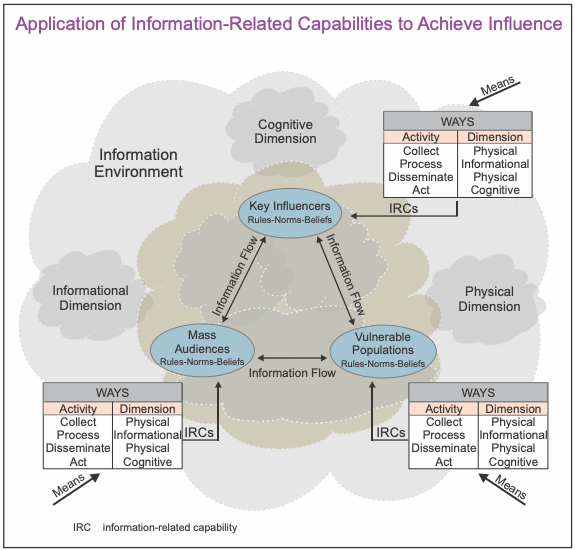 Application of Information-Related Capabilities to Achieve Influence
Means
WAYS
Activity Dimension
Collect Physical
Process Informational
Disseminate Physical
Act Cognitive
IRCs
Cognitive
Dimension
Information
Environment
Key Influencers
Rules-Norms-Beliefs
Information Flow
Information Flow
Informational
Dimension
Physical
Dimension
Mass
Audiences
Rules-Norms-Beliefs
Vulnerable
Populations
Rules-Norms-Beliefs
Information Flow
WAYS
Activity Dimension
Collect Physical
Process Informational
Disseminate Physical
Act Cognitive
IRCs
Means
WAYS
Activity Dimension
Collect Physical
Process Informational
Disseminate Physical
Act Cognitive
IRCs
Means
IRC information-related capability